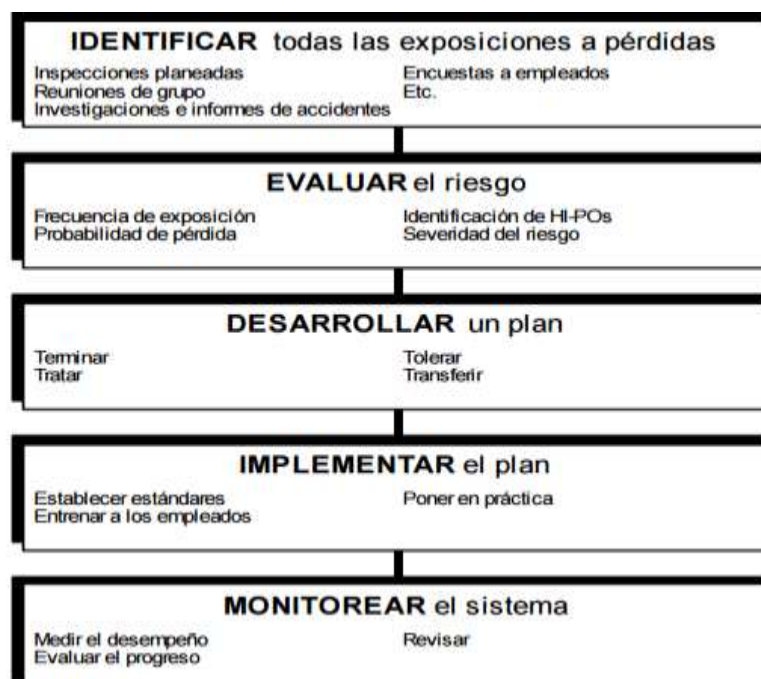 IDENTIFICAR todas las exposiciones a pérdidas
Inspecciones planeadas
Reuniones de grupo
Investigaciones e informes de accidentes
Encuestas a empleados
Etc.
EVALUAR el riesgo
Frecuencia de exposición
Probabilidad de pérdida
Identificación de HI-POs
Severidad del riesgo
DESARROLLAR un plan
Terminar
Tratar
Tolerar
Transferir
IMPLEMENTAR el plan
Establecer estándares
Entrenar a los empleados
Poner en práctica
MONITOREAR el sistema
Medir el desempeño
Evaluar el progreso
Revisar